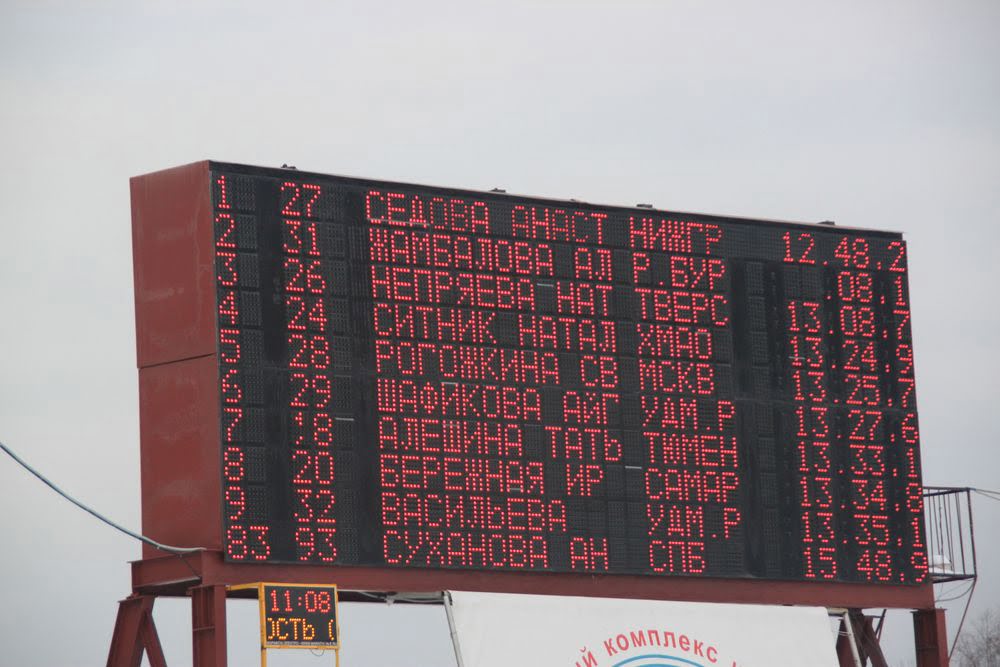 1 27 СЕДОВА АНАСТ НИЖГР 12.48,2
2 31 ЖАМБАЛОВА АЛ Р.БУР .08,1
3 26 НЕПРЯЕВА НАТ ТВЕРС 13.08,7
4 24 СИТНИК НАТАЛ ХМАО 13.24,9
5 28 РОГОЖКИНА СВ МСКВ 13.25,7
6 29 ШАФИКОВА АЙГ УДМ.Р 13.27,6
7 18 АЛЕШИНА ТАТЬ ТЮМЕН 13.33,
8 20 БЕРЕЖНАЯ ИР САМАР 13.34,
9 32 ВАСИЛЬЕВА УДМ.Р 13.35,1
83 93 СУХАНОВА АН СПБ 15.48,9
11:08
ОСТЬ (
ЫЙ КОМПЛЕКС